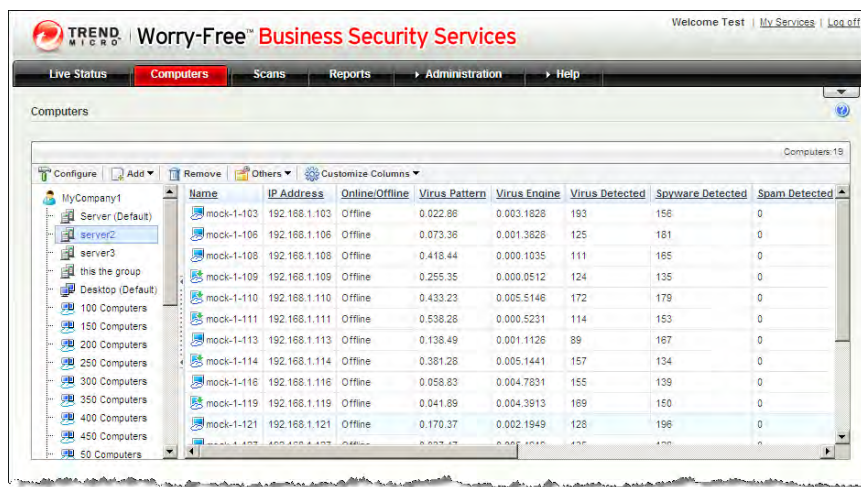 Welcome Test | My Services | Log off
TREND MICRO Worry-Free™ Business Security Services
Live Status Computers Scans Reports Administration Help
Computers
Computers:19
Configure Add Remove Others Customize Columns
MyCompany1
Server (Default)
server2
server3
this the group
Desktop (Default)
100 Computers
150 Computers
200 Computers
250 Computers
300 Computers
350 Computers
400 Computers
450 Computers
50 Computers
Name IP Address Online/Offline Virus Pattern Virus Engine Virus Detected Spyware Detected Spam Detected
mock-1-103 192.168.1.103 Offline 0.022.86 0.003.1828 193 156 0
mock-1-106 192.168.1.106 Offline 0.073.36 0.001.3826 125 181 0
mock-1-108 192.168.1.108 Offline 0.418.44 0.000.1035 111 165 0
mock-1-109 192.168.1.109 Offline 0.255.35 0.000.0512 124 135 0
mock-1-110 192.168.1.110 Offline 0.433.23 0.005.5146 172 179 0
mock-1-111 192.168.1.111 Offline 0.538.28 0.000.5231 114 153 0
mock-1-113 192.168.1.113 Offline 0.138.49 0.001.1126 89 167 0
mock-1-114 192.168.1.114 Offline 0.381.28 0.005.1441 157 134 0
mock-1-116 192.168.1.116 Offline 0.058.83 0.004.7831 155 139 0
mock-1-119 192.168.1.119 Offline 0.041.89 0.004.3913 169 150 0
mock-1-121 192.168.1.121 Offline 0.170.37 0.002.1949 128 196 0